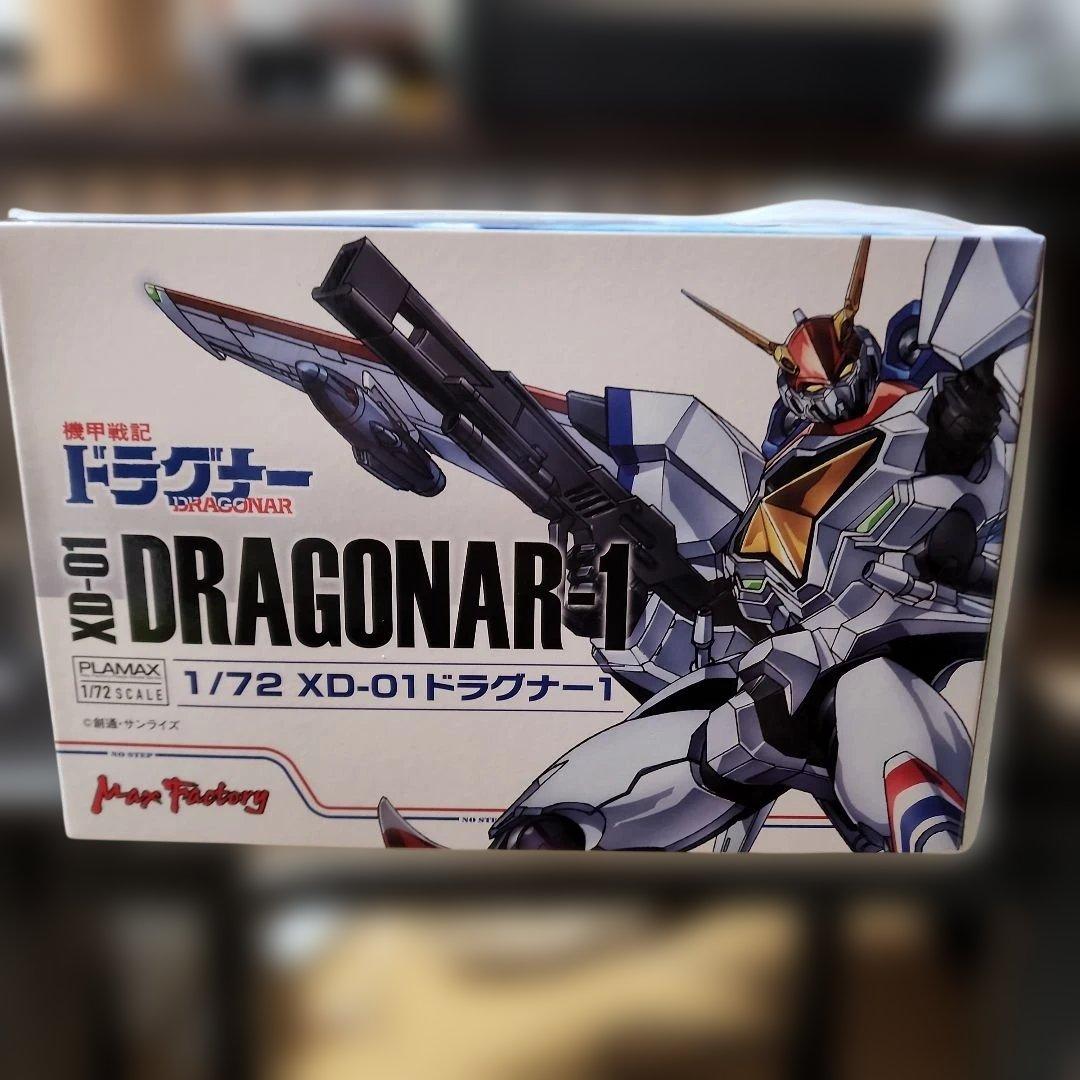 機甲戦記
ドラグナー
DRAGONAR
XD-01
DRAGONAR-1
PLAMAX
1/72 SCALE
1/72 XD-01ドラグナー1
©創通・サンライズ
NO STEP
Max Factory
NO STEP